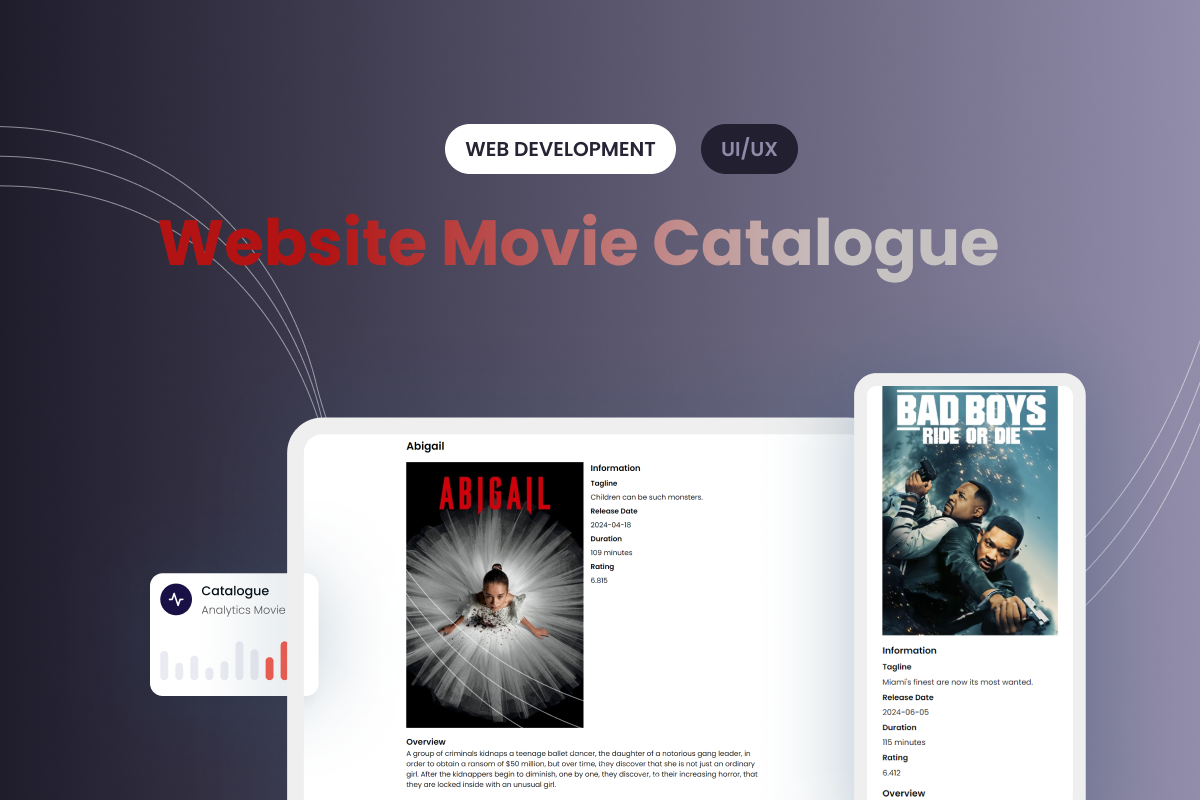 WEB DEVELOPMENT
UI/UX
Website Movie Catalogue
Abigail
ABIGAIL
Information
Tagline
Children can be such monsters.
Release Date
2024-04-18
Duration
109 minutes
Rating
6.815
Overview
A group of criminals kidnaps a teenage ballet dancer, the daughter of a notorious gang leader, in
order to obtain a ransom of $50 million, but over time, they discover that she is not just an ordinary
girl. After the kidnappers begin to diminish, one by one, they discover, to their increasing horror, that
they are locked inside with an unusual girl.
Catalogue
Analytics Movie
BAD BOYS
RIDE OR DIE
Information
Tagline
Miami's finest are now its most wanted.
Release Date
2024-06-05
Duration
115 minutes
Rating
6.412
Overview